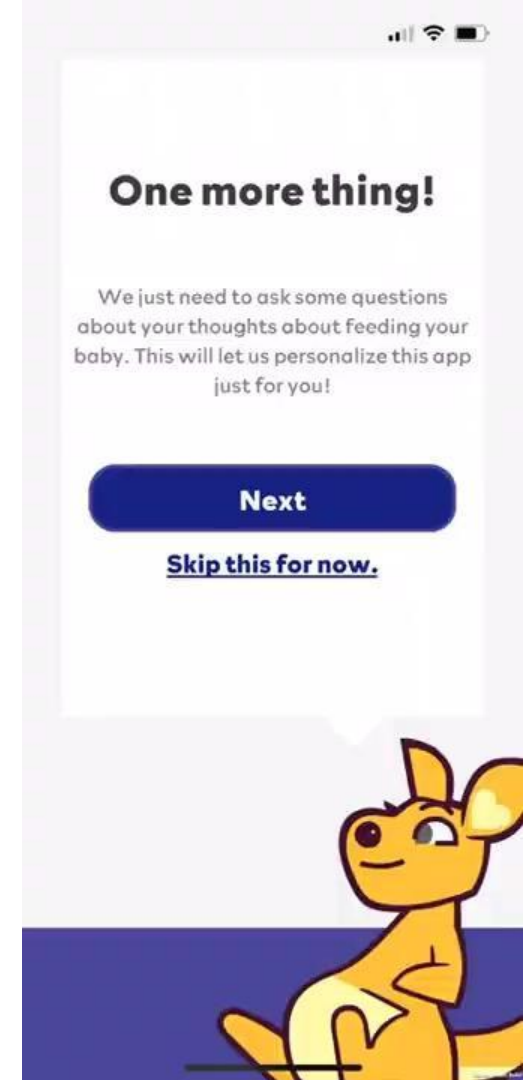 One more thing!
We just need to ask some questions
about your thoughts about feeding your
baby. This will let us personalize this app
just for you!
Next
Skip this for now.